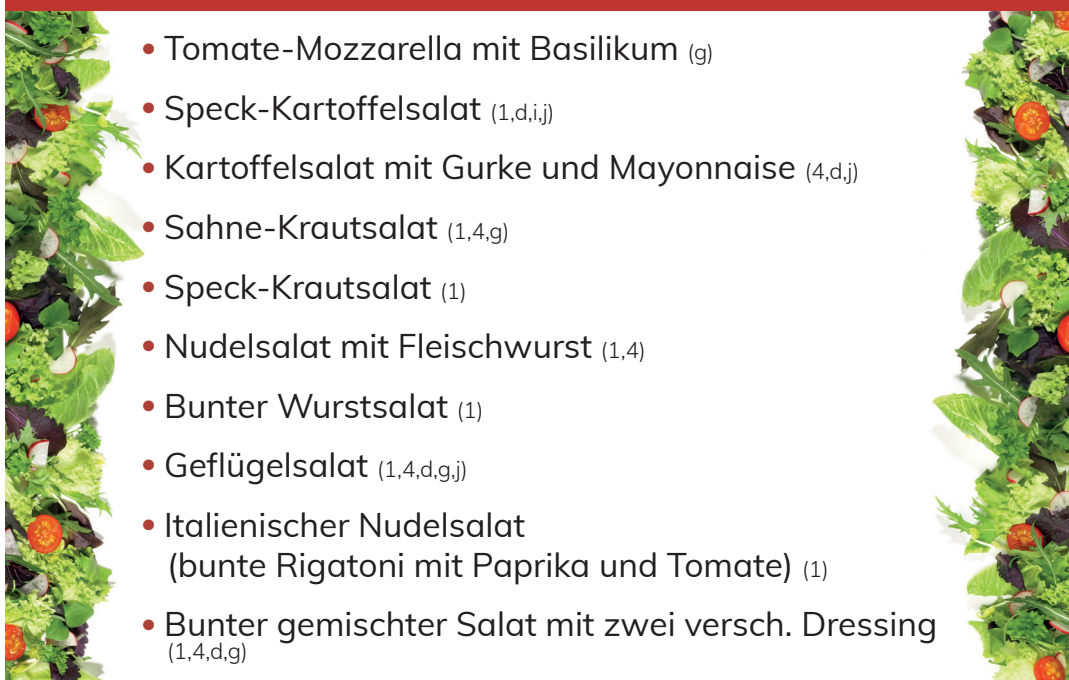 • Tomate-Mozzarella mit Basilikum (g)
• Speck-Kartoffelsalat (1,d,i,j)
• Kartoffelsalat mit Gurke und Mayonnaise (4,d,j)
• Sahne-Krautsalat (1,4,g)
• Speck-Krautsalat (1)
• Nudelsalat mit Fleischwurst (1,4)
• Bunter Wurstsalat (1)
• Geflügelsalat (1,4,d,g,j)
• Italienischer Nudelsalat
(bunte Rigatoni mit Paprika und Tomate) (1)
• Bunter gemischter Salat mit zwei versch. Dressing
(1,4,d,g)